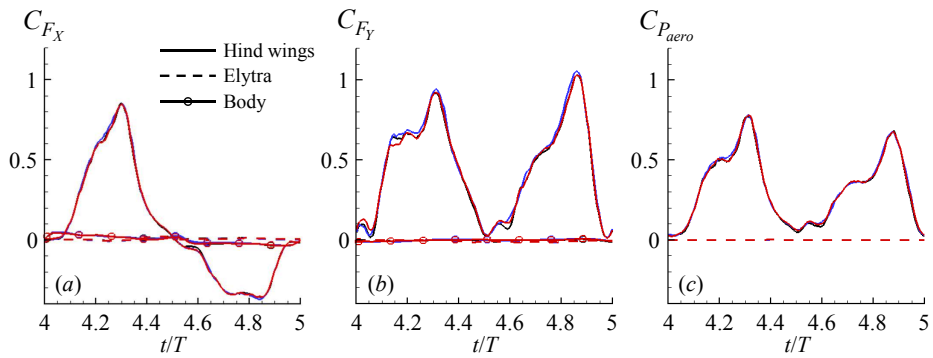 C_{F_X}
Hind wings
Elytra
Body
1
0.5
0
(a)
4 4.2 4.4 4.6 4.8 5
t/T
C_{F_Y}
1
0.5
0
(b)
4 4.2 4.4 4.6 4.8 5
t/T
C_{P_{aero}}
1
0.5
0
(c)
4 4.2 4.4 4.6 4.8 5
t/T